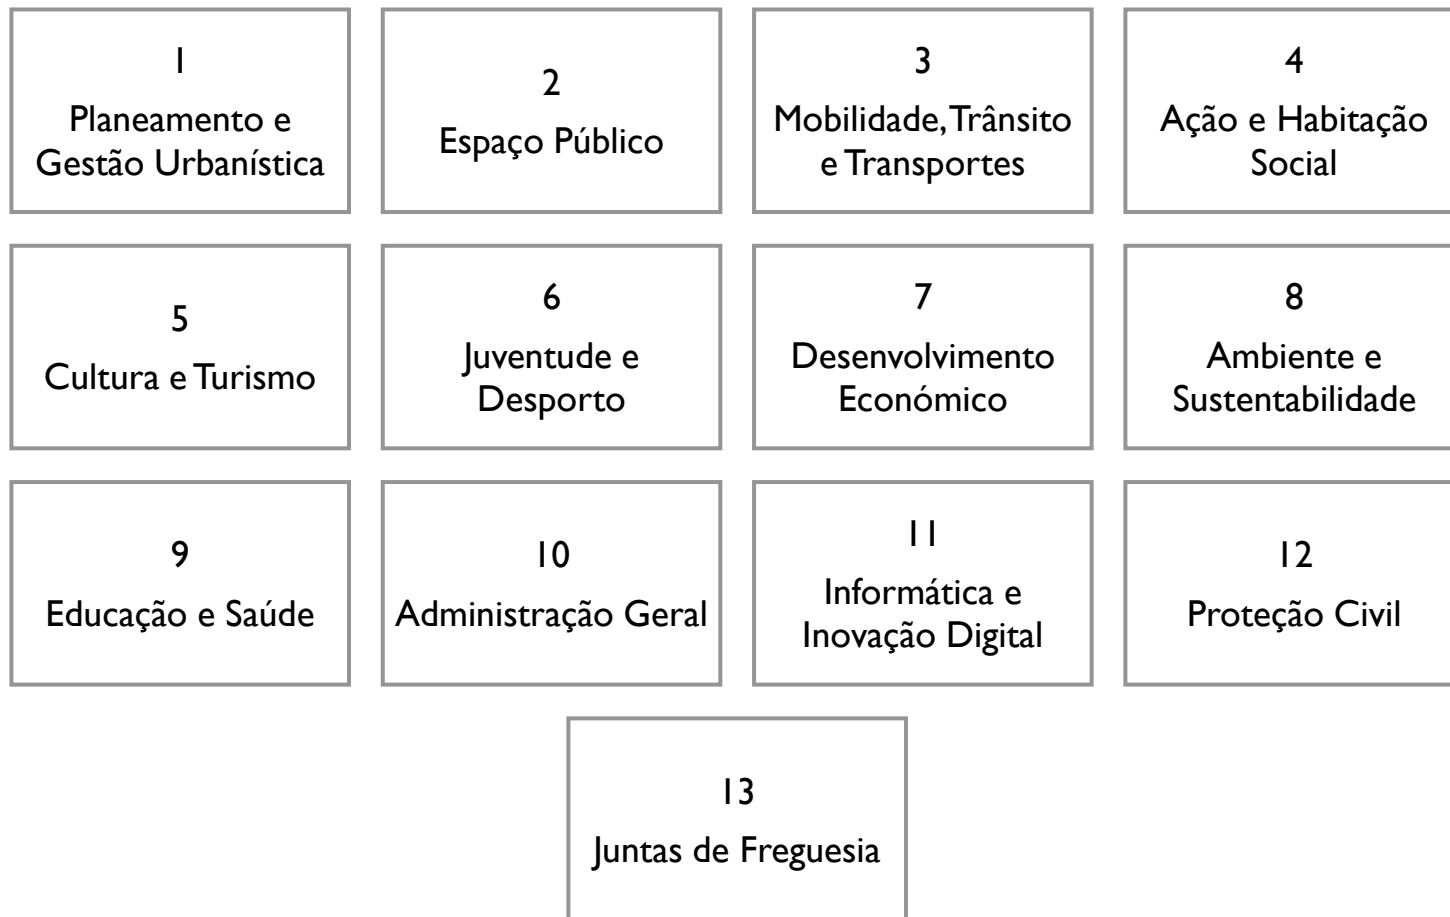 1
Planeamento e
Gestão Urbanística
2
Espaço Público
3
Mobilidade, Trânsito
e Transportes
4
Ação e Habitação
Social
5
Cultura e Turismo
6
Juventude e
Desporto
7
Desenvolvimento
Económico
8
Ambiente e
Sustentabilidade
9
Educação e Saúde
10
Administração Geral
11
Informática e
Inovação Digital
12
Proteção Civil
13
Juntas de Freguesia